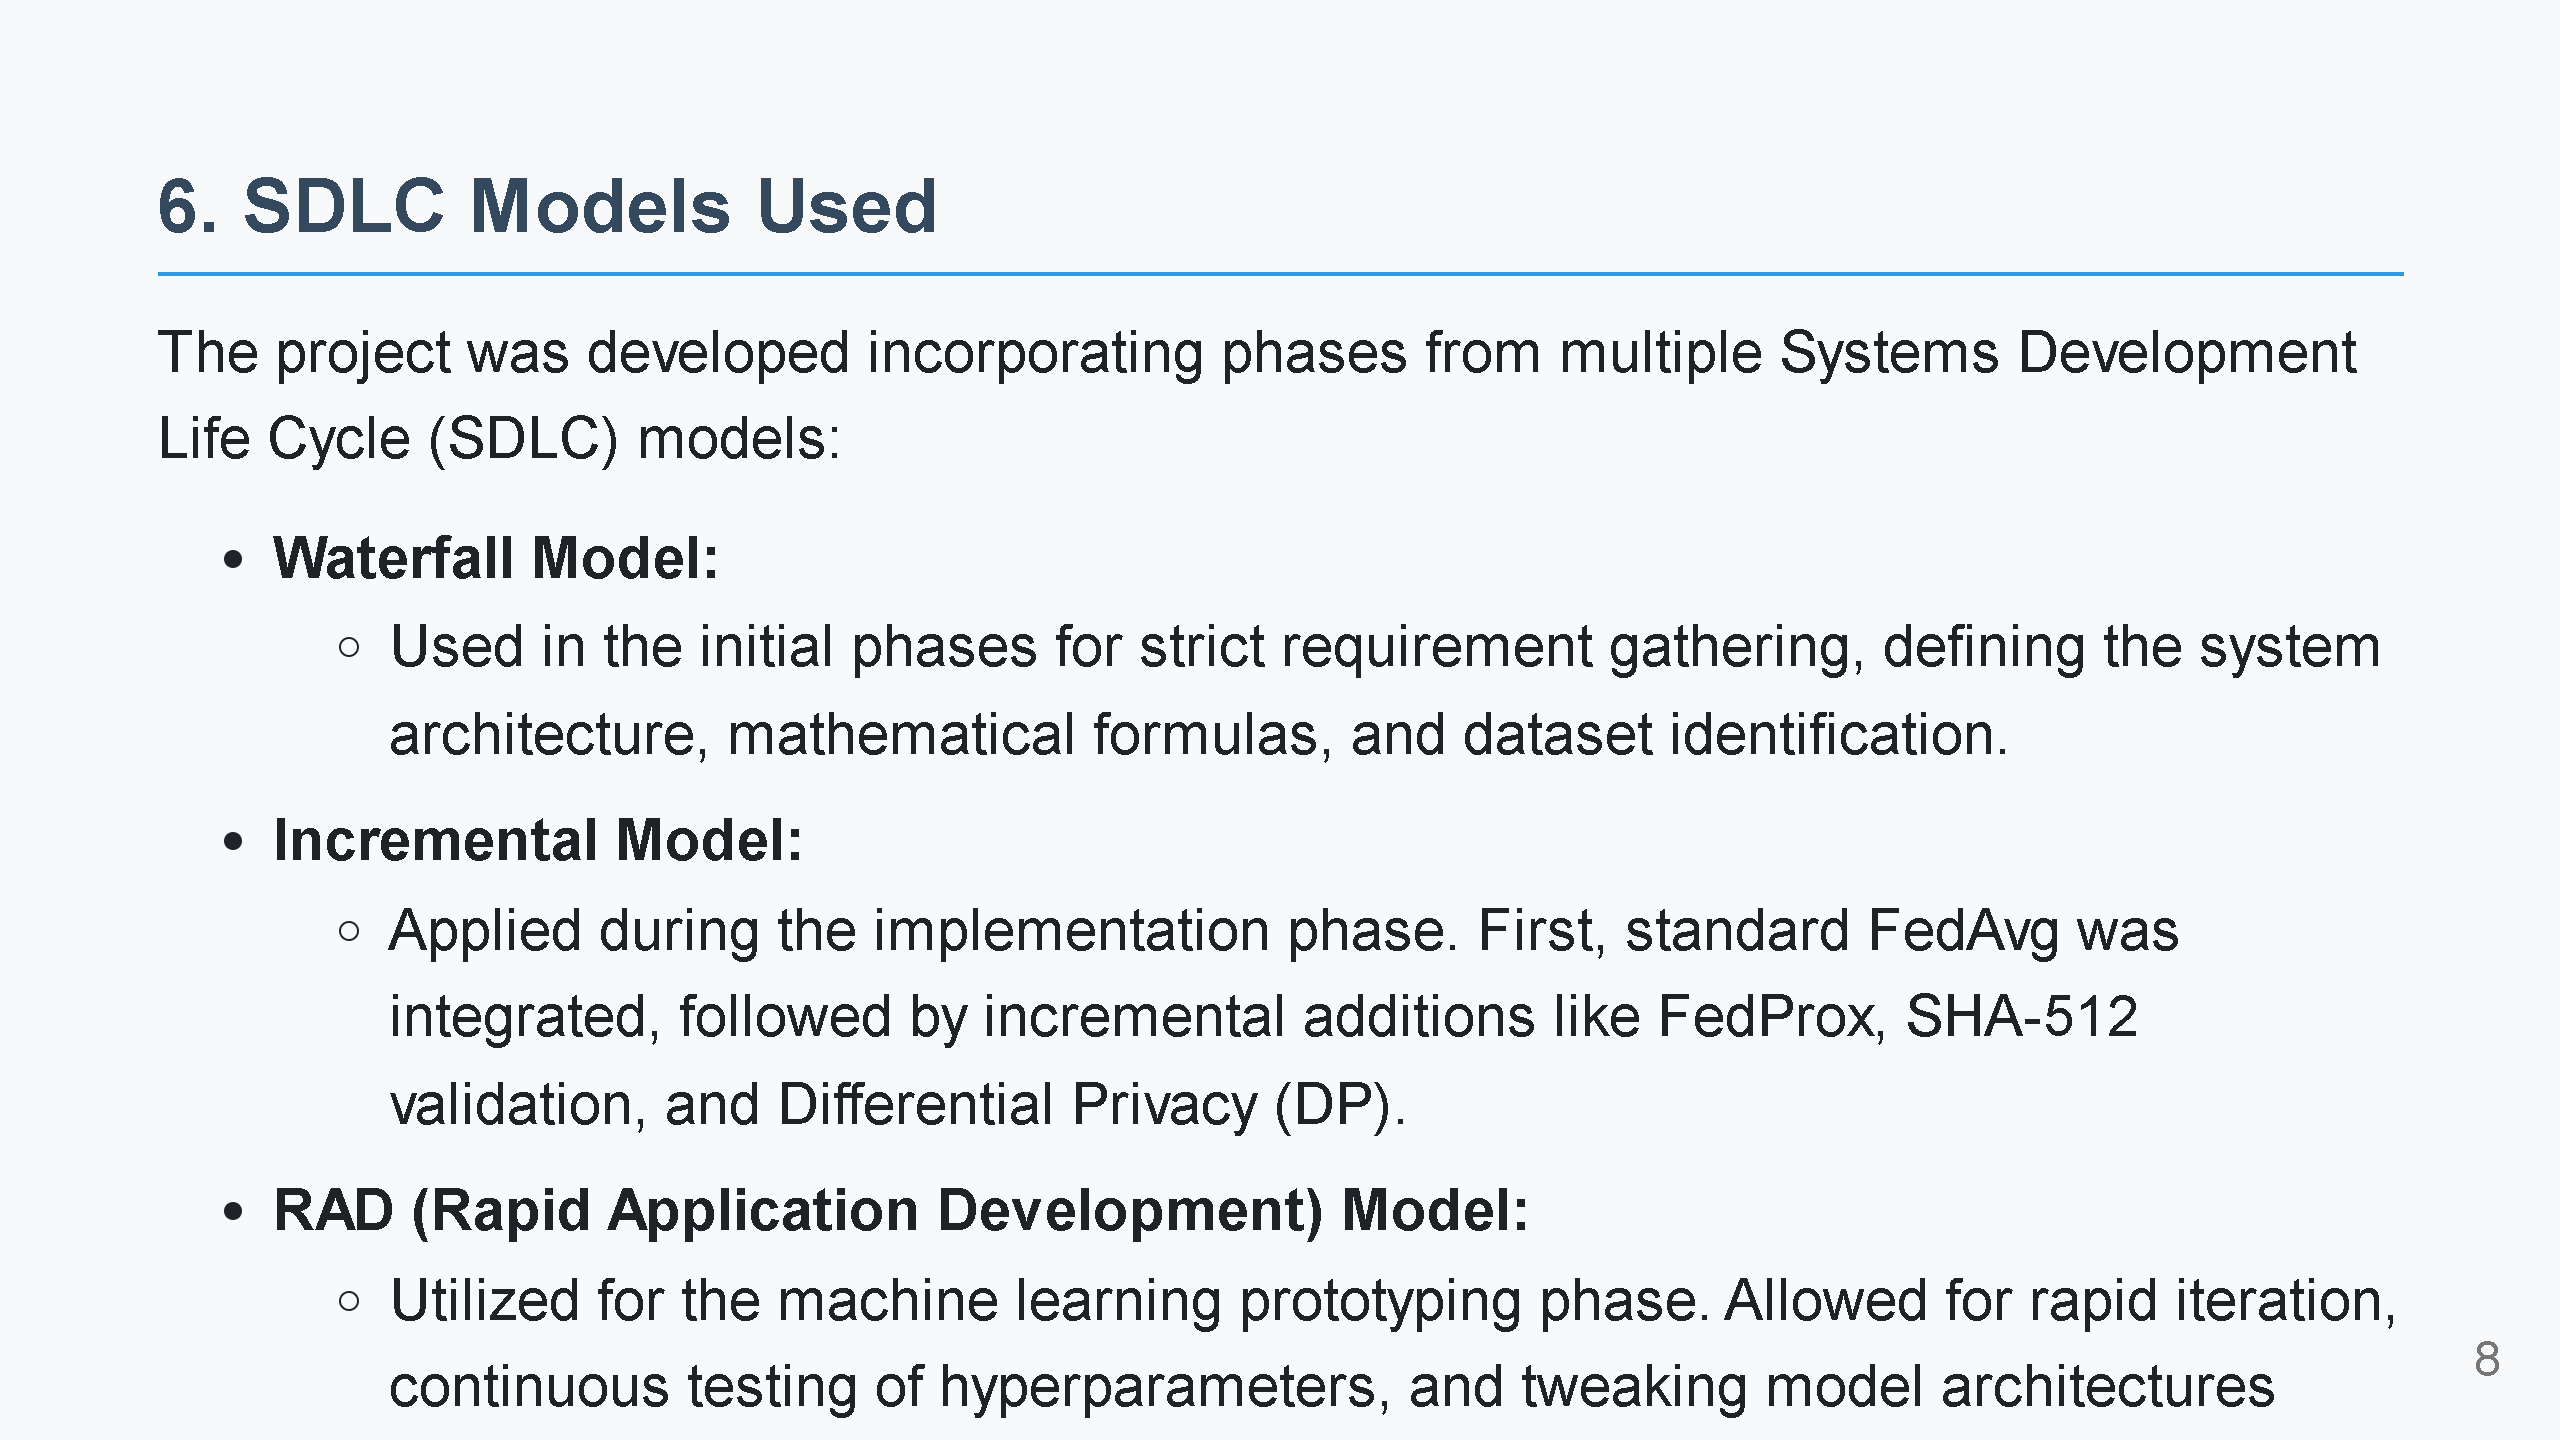 6. SDLC Models Used
The project was developed incorporating phases from multiple Systems Development
Life Cycle (SDLC) models:
• Waterfall Model:
○ Used in the initial phases for strict requirement gathering, defining the system
architecture, mathematical formulas, and dataset identification.
• Incremental Model:
○ Applied during the implementation phase. First, standard FedAvg was
integrated, followed by incremental additions like FedProx, SHA-512
validation, and Differential Privacy (DP).
• RAD (Rapid Application Development) Model:
○ Utilized for the machine learning prototyping phase. Allowed for rapid iteration,
continuous testing of hyperparameters, and tweaking model architectures
8